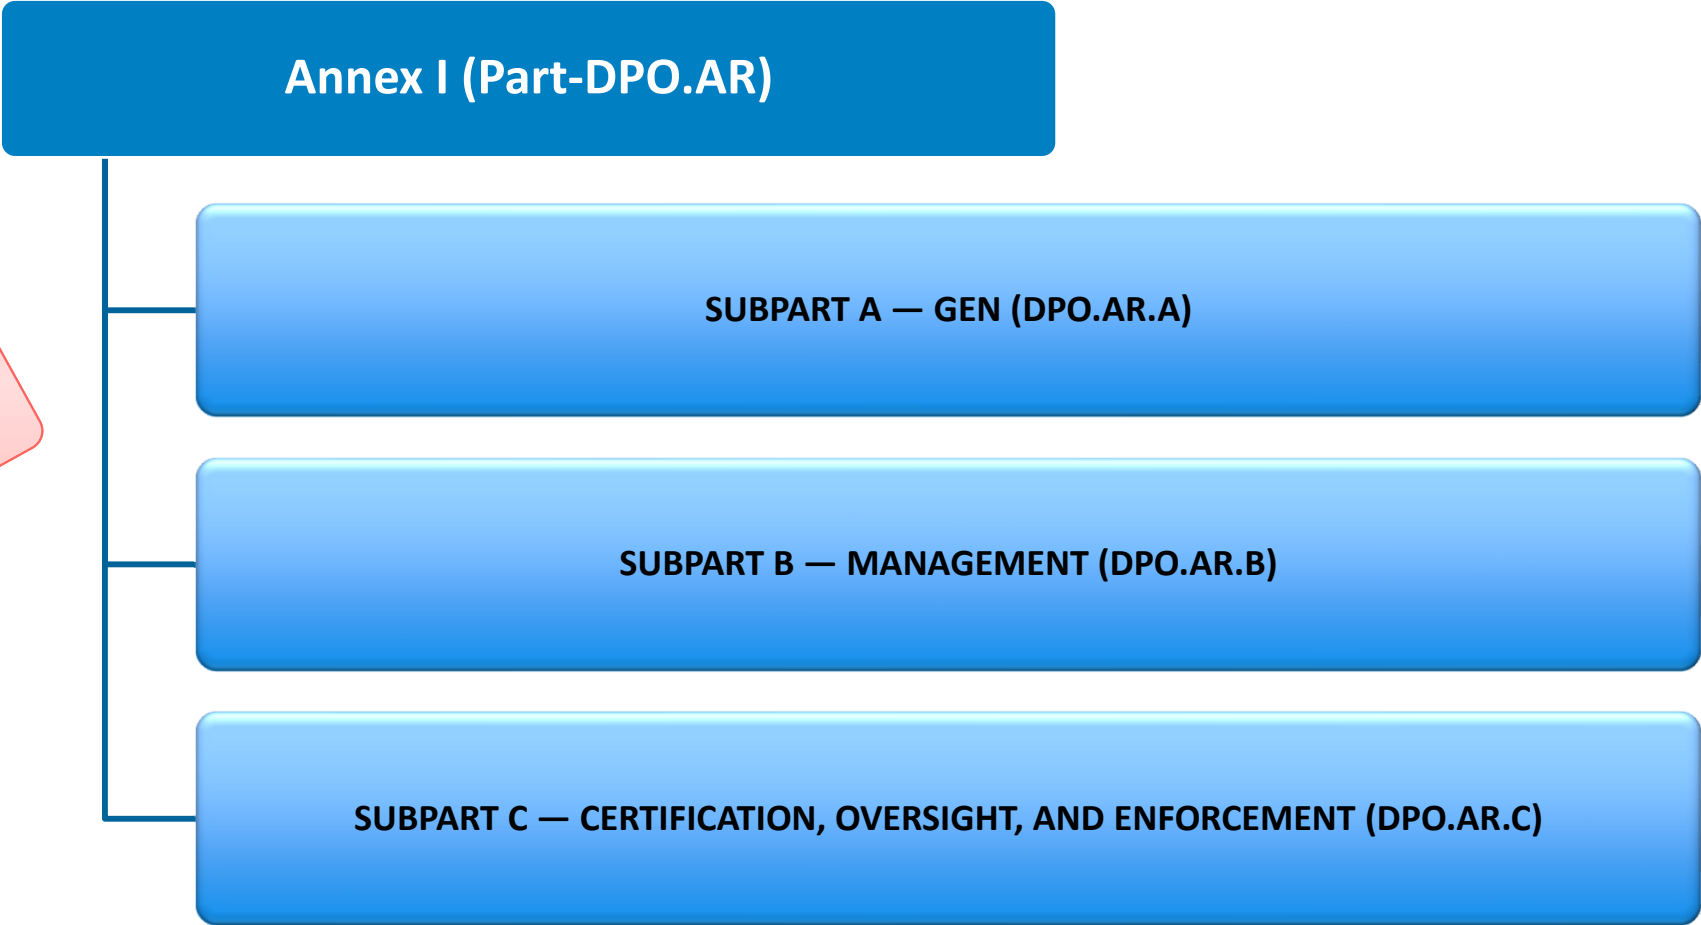 Annex I (Part-DPO.AR)
SUBPART A — GEN (DPO.AR.A)
SUBPART B — MANAGEMENT (DPO.AR.B)
SUBPART C — CERTIFICATION, OVERSIGHT, AND ENFORCEMENT (DPO.AR.C)